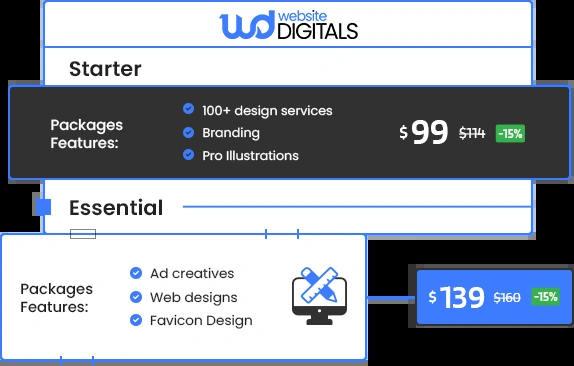 wd website
DIGITALS
Starter
Packages
Features:
100+ design services
Branding
Pro Illustrations
$99 $114 -15%
Essential
Packages
Features:
Ad creatives
Web designs
Favicon Design
$139 $160 -15%